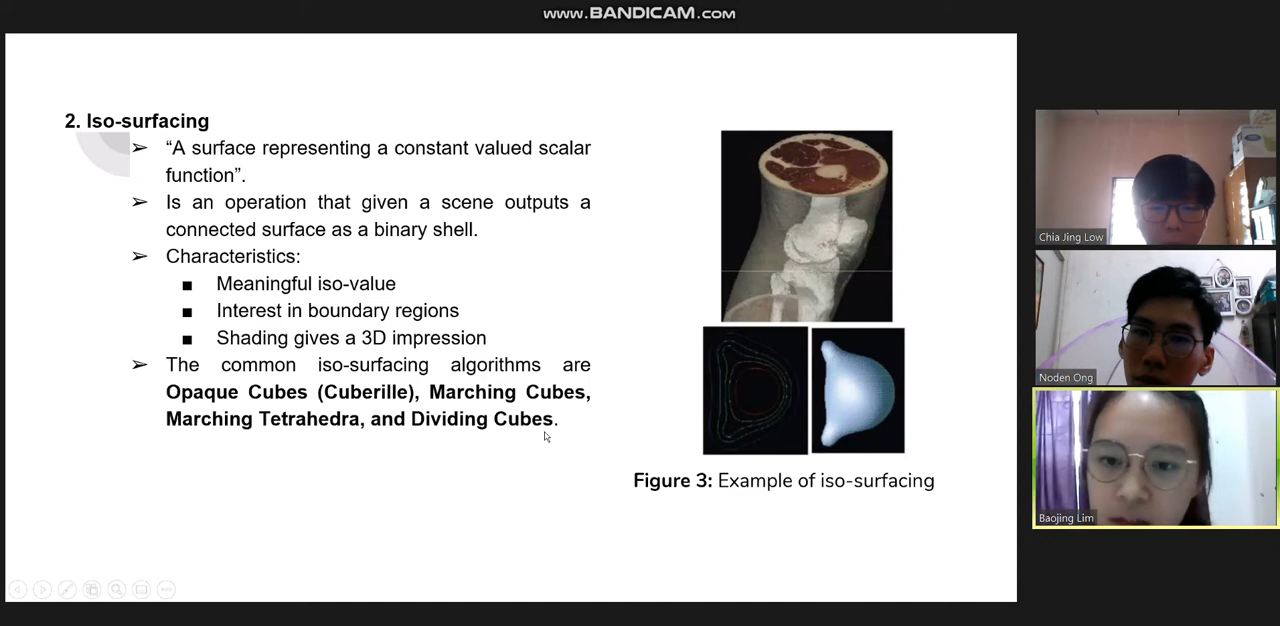 WWW.BANDICAM.COM
2. Iso-surfacing
➢ “A surface representing a constant valued scalar
function”.
➢ Is an operation that given a scene outputs a
connected surface as a binary shell.
➢ Characteristics:
■ Meaningful iso-value
■ Interest in boundary regions
■ Shading gives a 3D impression
➢ The common iso-surfacing algorithms are
Opaque Cubes (Cuberille), Marching Cubes,
Marching Tetrahedra, and Dividing Cubes.
Figure 3: Example of iso-surfacing
Chia Jing Low
Noden Ong
Baojing Lim